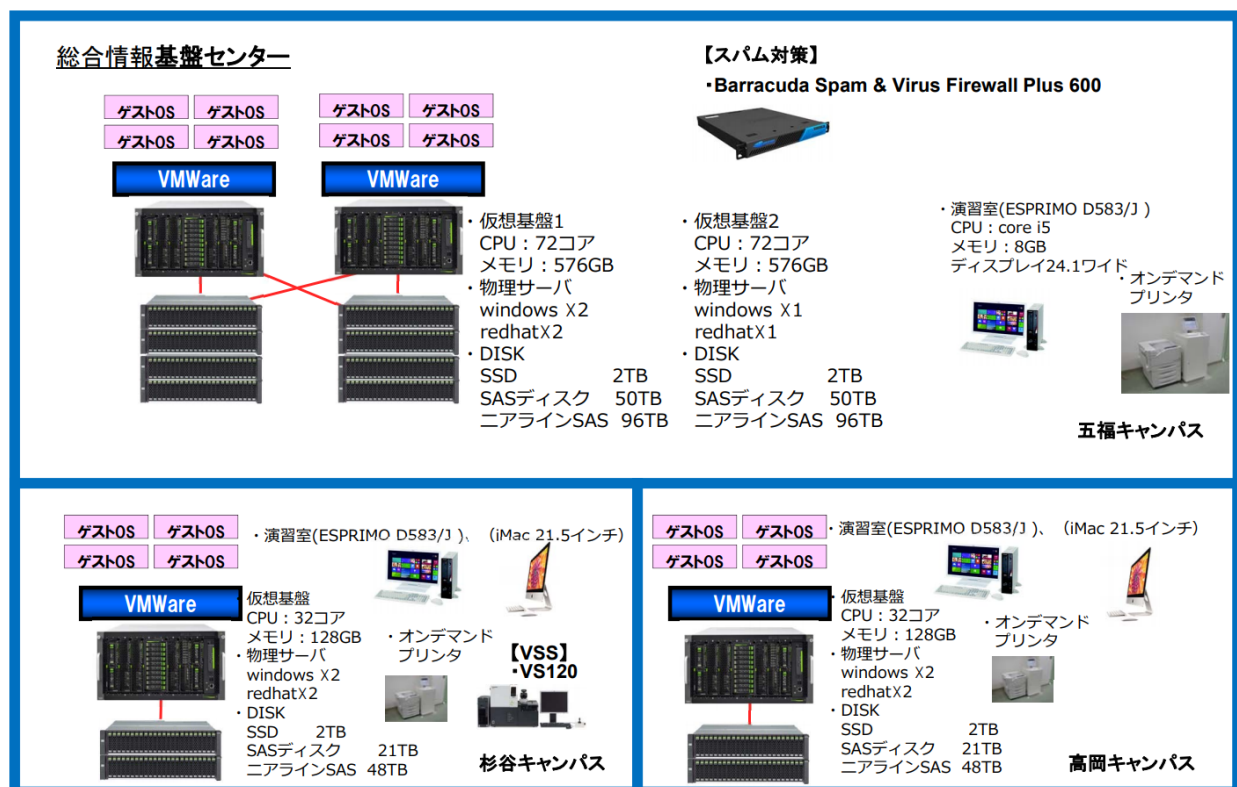 総合情報基盤センター
ゲストOS ゲストOS
ゲストOS ゲストOS
VMWare
ゲストOS ゲストOS
ゲストOS ゲストOS
VMWare
・仮想基盤1
CPU：72コア
メモリ：576GB
・物理サーバ
windows X2
redhatX2
・DISK
SSD 2TB
SASディスク 50TB
ニアラインSAS 96TB
【スパム対策】
・Barracuda Spam & Virus Firewall Plus 600
・仮想基盤2
CPU：72コア
メモリ：576GB
・物理サーバ
windows X1
redhatX1
・DISK
SSD 2TB
SASディスク 50TB
ニアラインSAS 96TB
・演習室(ESPRIMO D583/J )
CPU：core i5
メモリ：8GB
ディスプレイ24.1ワイド
・オンデマンド
プリンタ
五福キャンパス
ゲストOS ゲストOS
ゲストOS ゲストOS
VMWare
・演習室(ESPRIMO D583/J )、（iMac 21.5インチ）
・仮想基盤
CPU：32コア
メモリ：128GB
・物理サーバ
windows X2
redhatX2
・DISK
SSD 2TB
SASディスク 21TB
ニアラインSAS 48TB
・オンデマンド
プリンタ
【VSS】
・VS120
杉谷キャンパス
ゲストOS ゲストOS
ゲストOS ゲストOS
VMWare
・演習室(ESPRIMO D583/J )、（iMac 21.5インチ）
・仮想基盤
CPU：32コア
メモリ：128GB
・物理サーバ
windows X2
redhatX2
・DISK
SSD 2TB
SASディスク 21TB
ニアラインSAS 48TB
・オンデマンド
プリンタ
高岡キャンパス